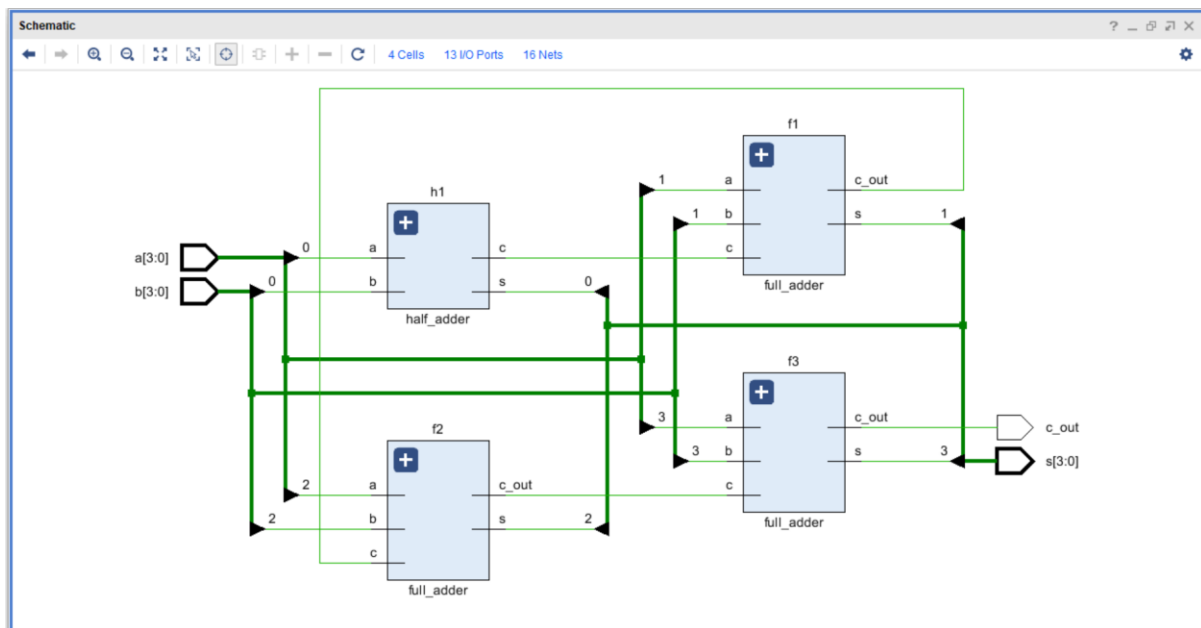 Schematic
4 Cells 13 I/O Ports 16 Nets
f1
1 a c_out
h1
1 b s 1
a[3:0] 0 a c c
b[3:0] 0 b s 0 full_adder
half_adder
f3
3 a c_out c_out
f2
3 b s 3 s[3:0]
2 a c_out c
2 b s 2 full_adder
c
full_adder